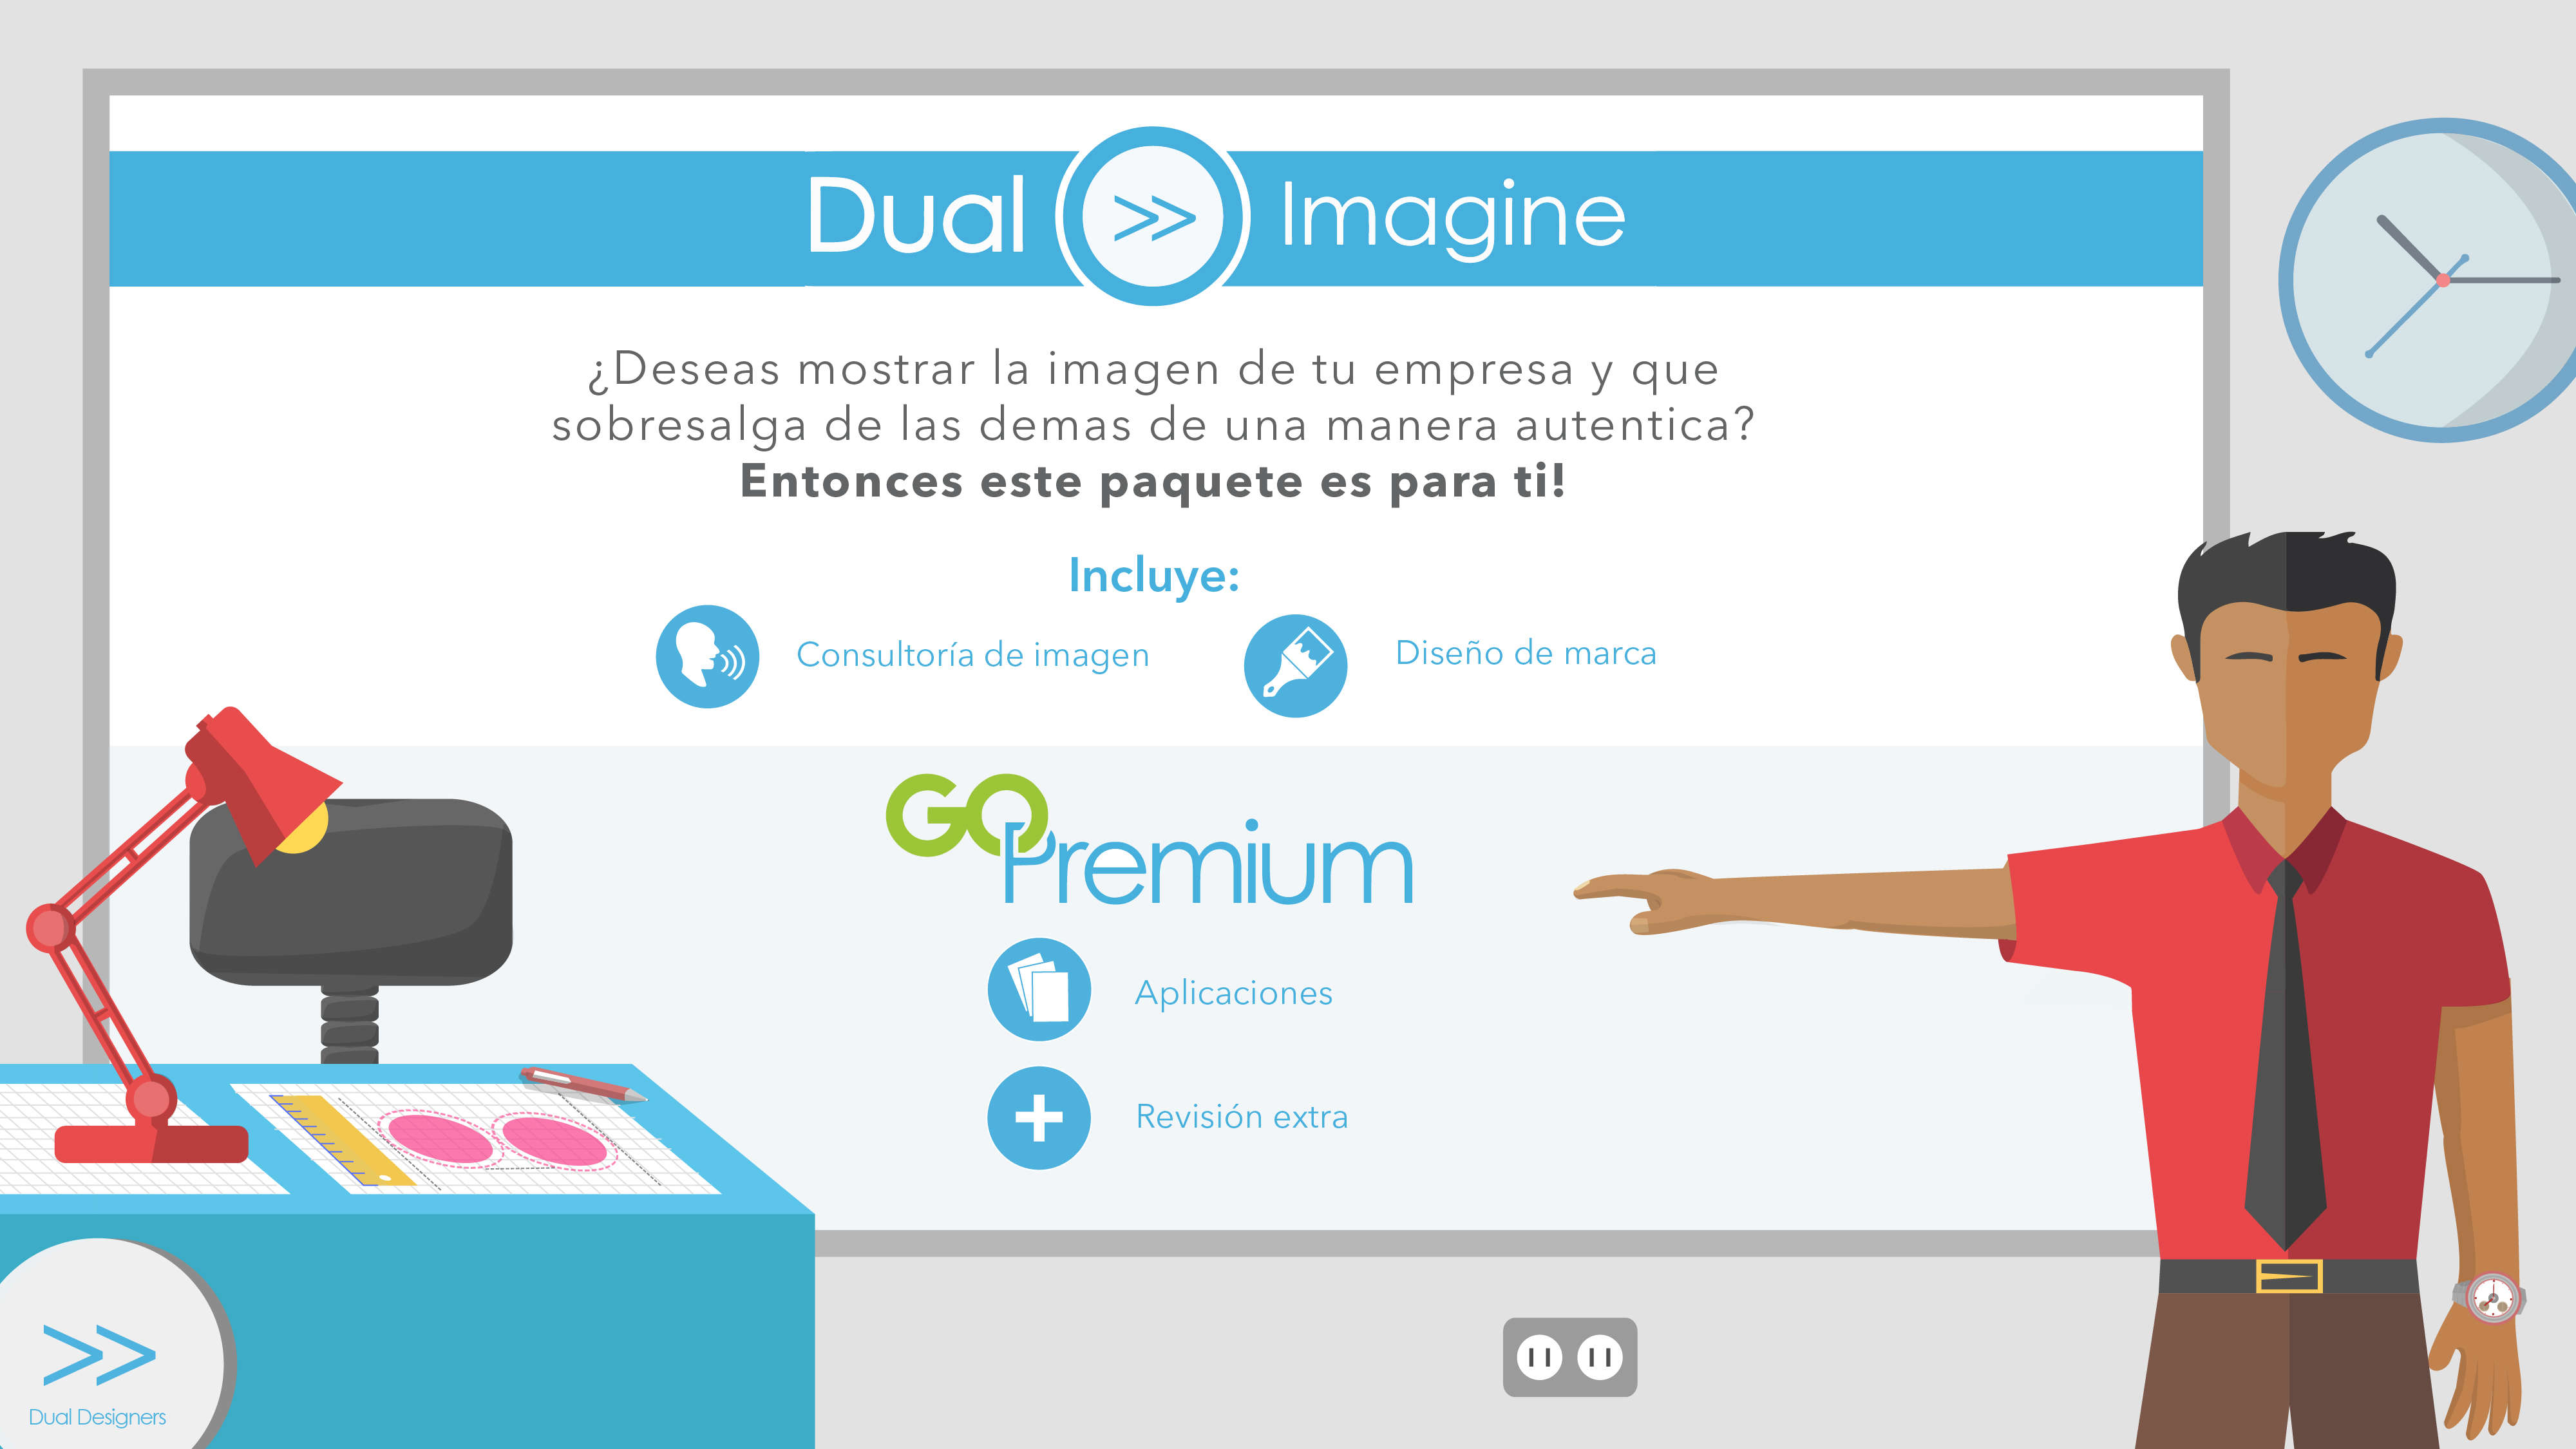 Dual >> Imagine
¿Deseas mostrar la imagen de tu empresa y que
sobresalga de las demas de una manera autentica?
Entonces este paquete es para ti!
Incluye:
Consultoría de imagen
Diseño de marca
GO
Premium
Aplicaciones
Revisión extra
>>
Dual Designers